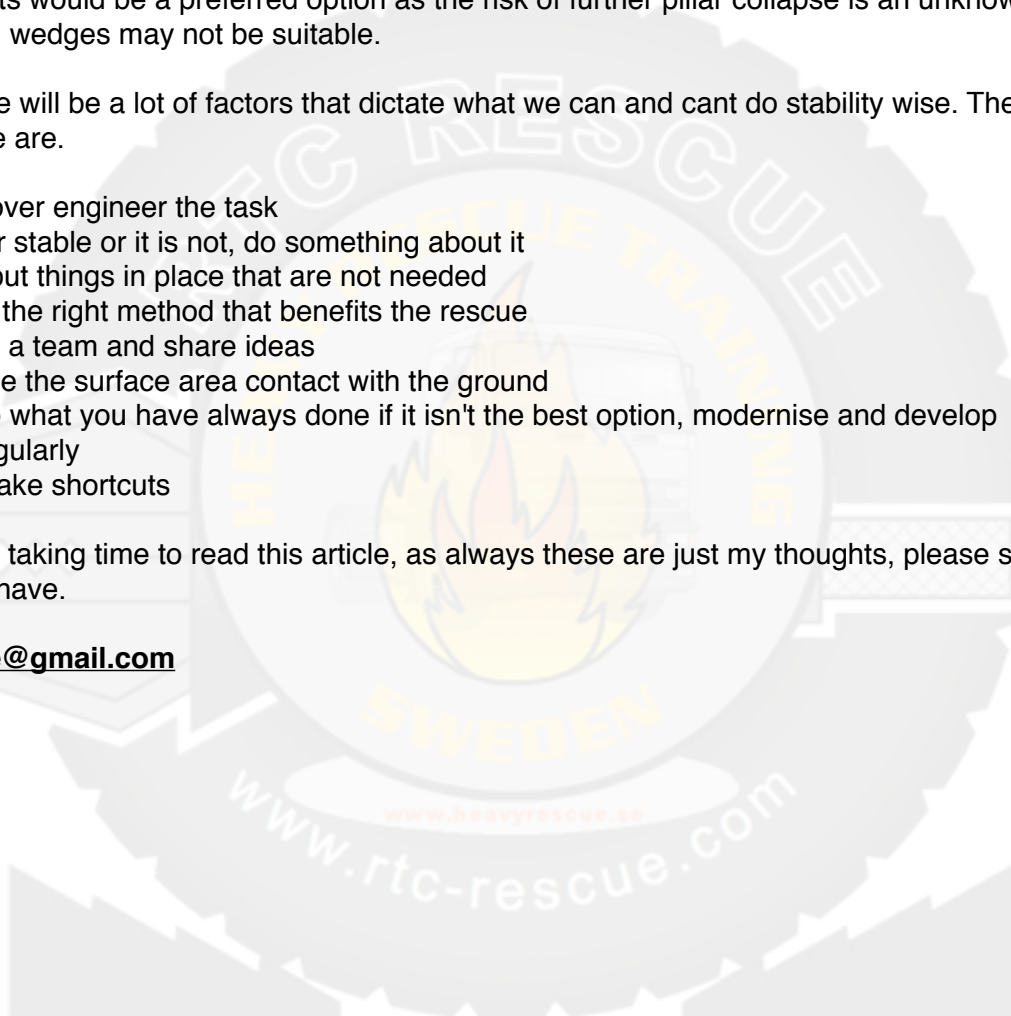 ts would be a preferred option as the risk of further pillar collapse is an unknow
wedges may not be suitable.
e will be a lot of factors that dictate what we can and cant do stability wise. The
e are.
over engineer the task
r stable or it is not, do something about it
out things in place that are not needed
the right method that benefits the rescue
a team and share ideas
e the surface area contact with the ground
o what you have always done if it isn't the best option, modernise and develop
gularly
ake shortcuts
taking time to read this article, as always these are just my thoughts, please s
have.
e@gmail.com
RTC RESCUE
HEAVY RESCUE TRAINING
SWEDEN
www.heavyrescue.se
www.rtc-rescue.com